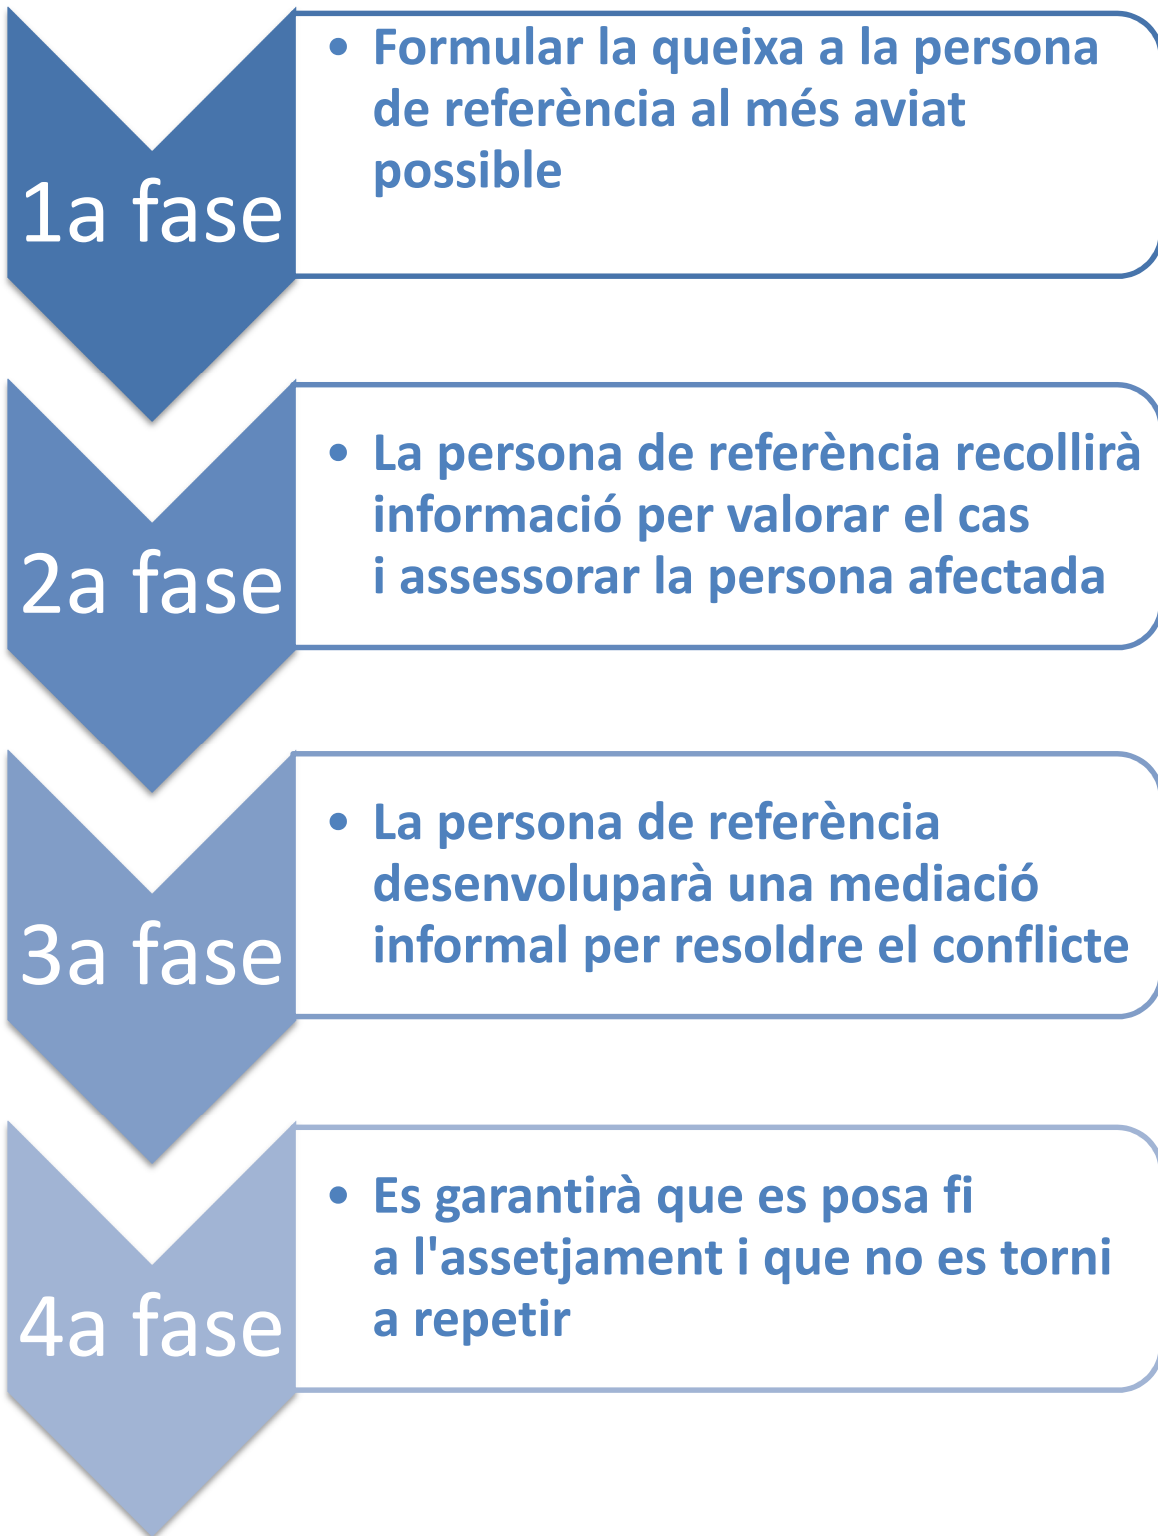 1a fase
• Formular la queixa a la persona
de referència al més aviat
possible
2a fase
• La persona de referència recollirà
informació per valorar el cas
i assessorar la persona afectada
3a fase
• La persona de referència
desenvoluparà una mediació
informal per resoldre el conflicte
4a fase
• Es garantirà que es posa fi
a l'assetjament i que no es torni
a repetir